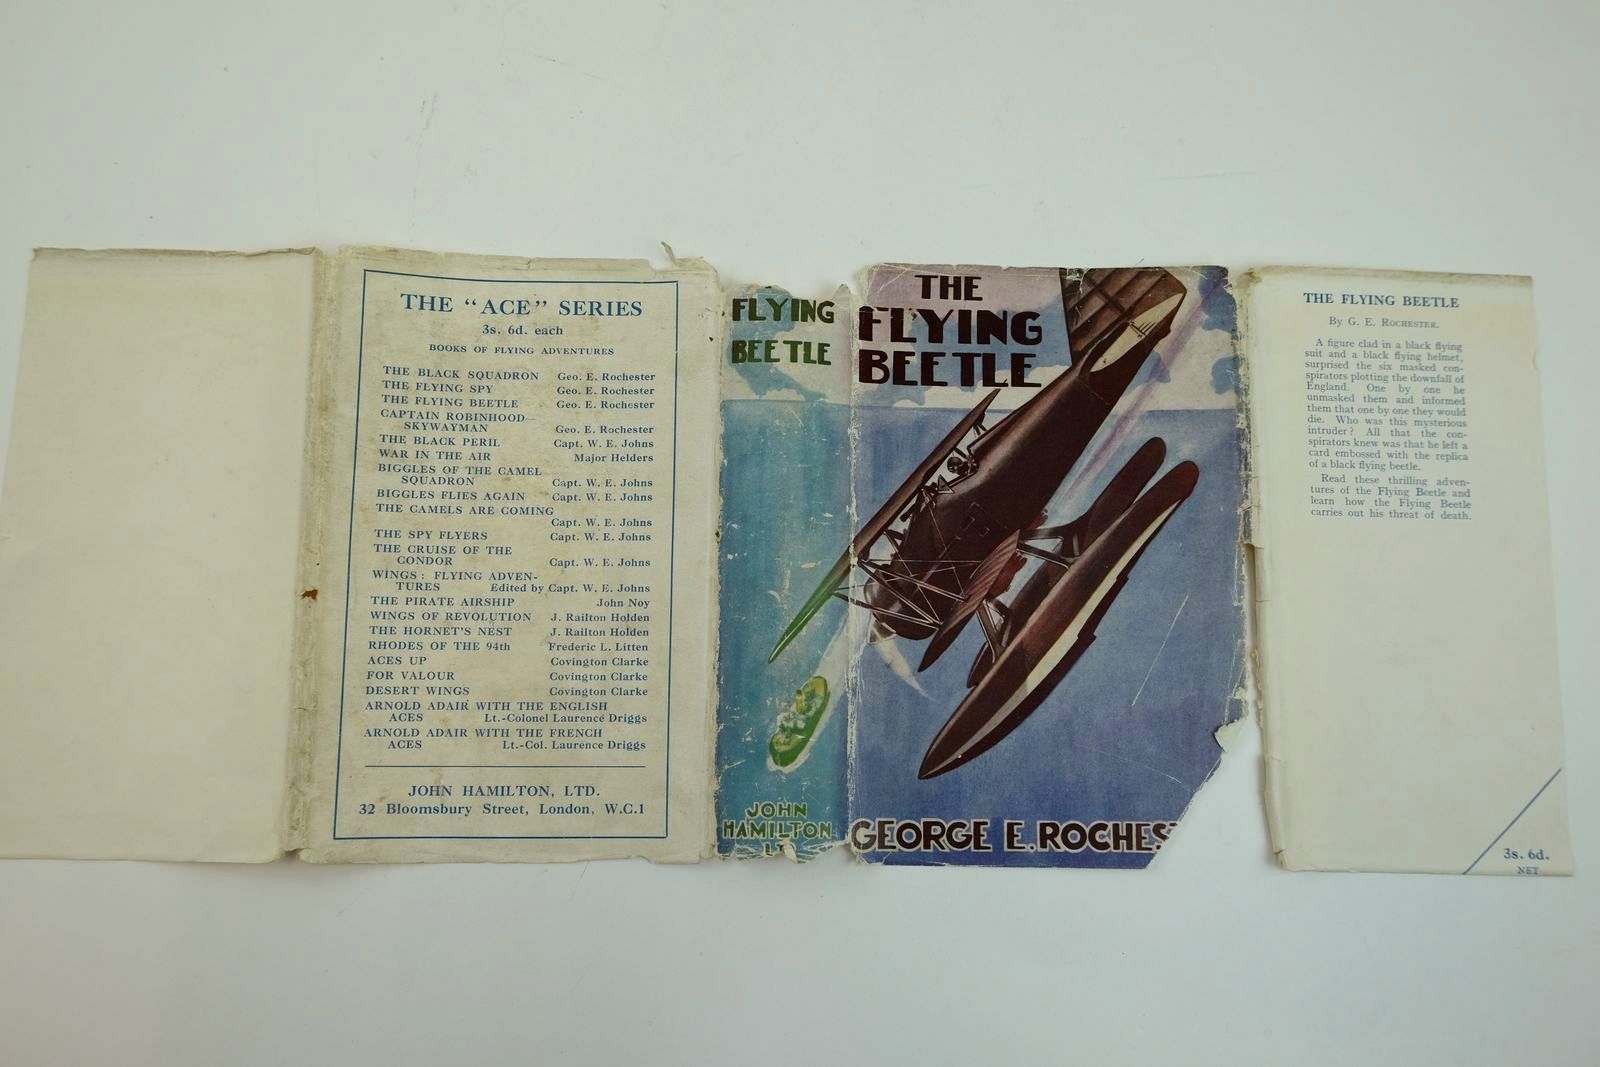 THE "ACE" SERIES
3s. 6d. each
BOOKS OF FLYING ADVENTURES
THE BLACK SQUADRON Geo. E. Rochester
THE FLYING SPY Geo. E. Rochester
THE FLYING BEETLE Geo. E. Rochester
CAPTAIN ROBINHOOD—
SKYWAYMAN Geo. E. Rochester
THE BLACK PERIL Capt. W. E. Johns
WAR IN THE AIR Major Helders
BIGGLES OF THE CAMEL
SQUADRON Capt. W. E. Johns
BIGGLES FLIES AGAIN Capt. W. E. Johns
THE CAMELS ARE COMING
Capt. W. E. Johns
THE SPY FLYERS Capt. W. E. Johns
THE CRUISE OF THE
CONDOR Capt. W. E. Johns
WINGS: FLYING ADVEN-
TURES Edited by Capt. W. E. Johns
THE PIRATE AIRSHIP John Noy
WINGS OF REVOLUTION J. Railton Holden
THE HORNET'S NEST J. Railton Holden
RHODES OF THE 94th Frederic L. Litten
ACES UP Covington Clarke
FOR VALOUR Covington Clarke
DESERT WINGS Covington Clarke
ARNOLD ADAIR WITH THE ENGLISH
ACES Lt.-Colonel Laurence Driggs
ARNOLD ADAIR WITH THE FRENCH
ACES Lt.-Col. Laurence Driggs
JOHN HAMILTON, LTD.
32 Bloomsbury Street, London, W.C.1
FLYING
BEETLE
JOHN
HAMILTON
LTD
THE
FLYING
BEETLE
GEORGE E. ROCHES
THE FLYING BEETLE
By G. E. ROCHESTER.
A figure clad in a black flying
suit and a black flying helmet,
surprised the six masked con-
spirators plotting the downfall of
England. One by one he
unmasked them and informed
them that one by one they would
die. Who was this mysterious
intruder? All that the con-
spirators knew was that he left a
card embossed with the replica
of a black flying beetle.
Read these thrilling adven-
tures of the Flying Beetle and
learn how the Flying Beetle
carries out his threat of death.
3s. 6d.
NET